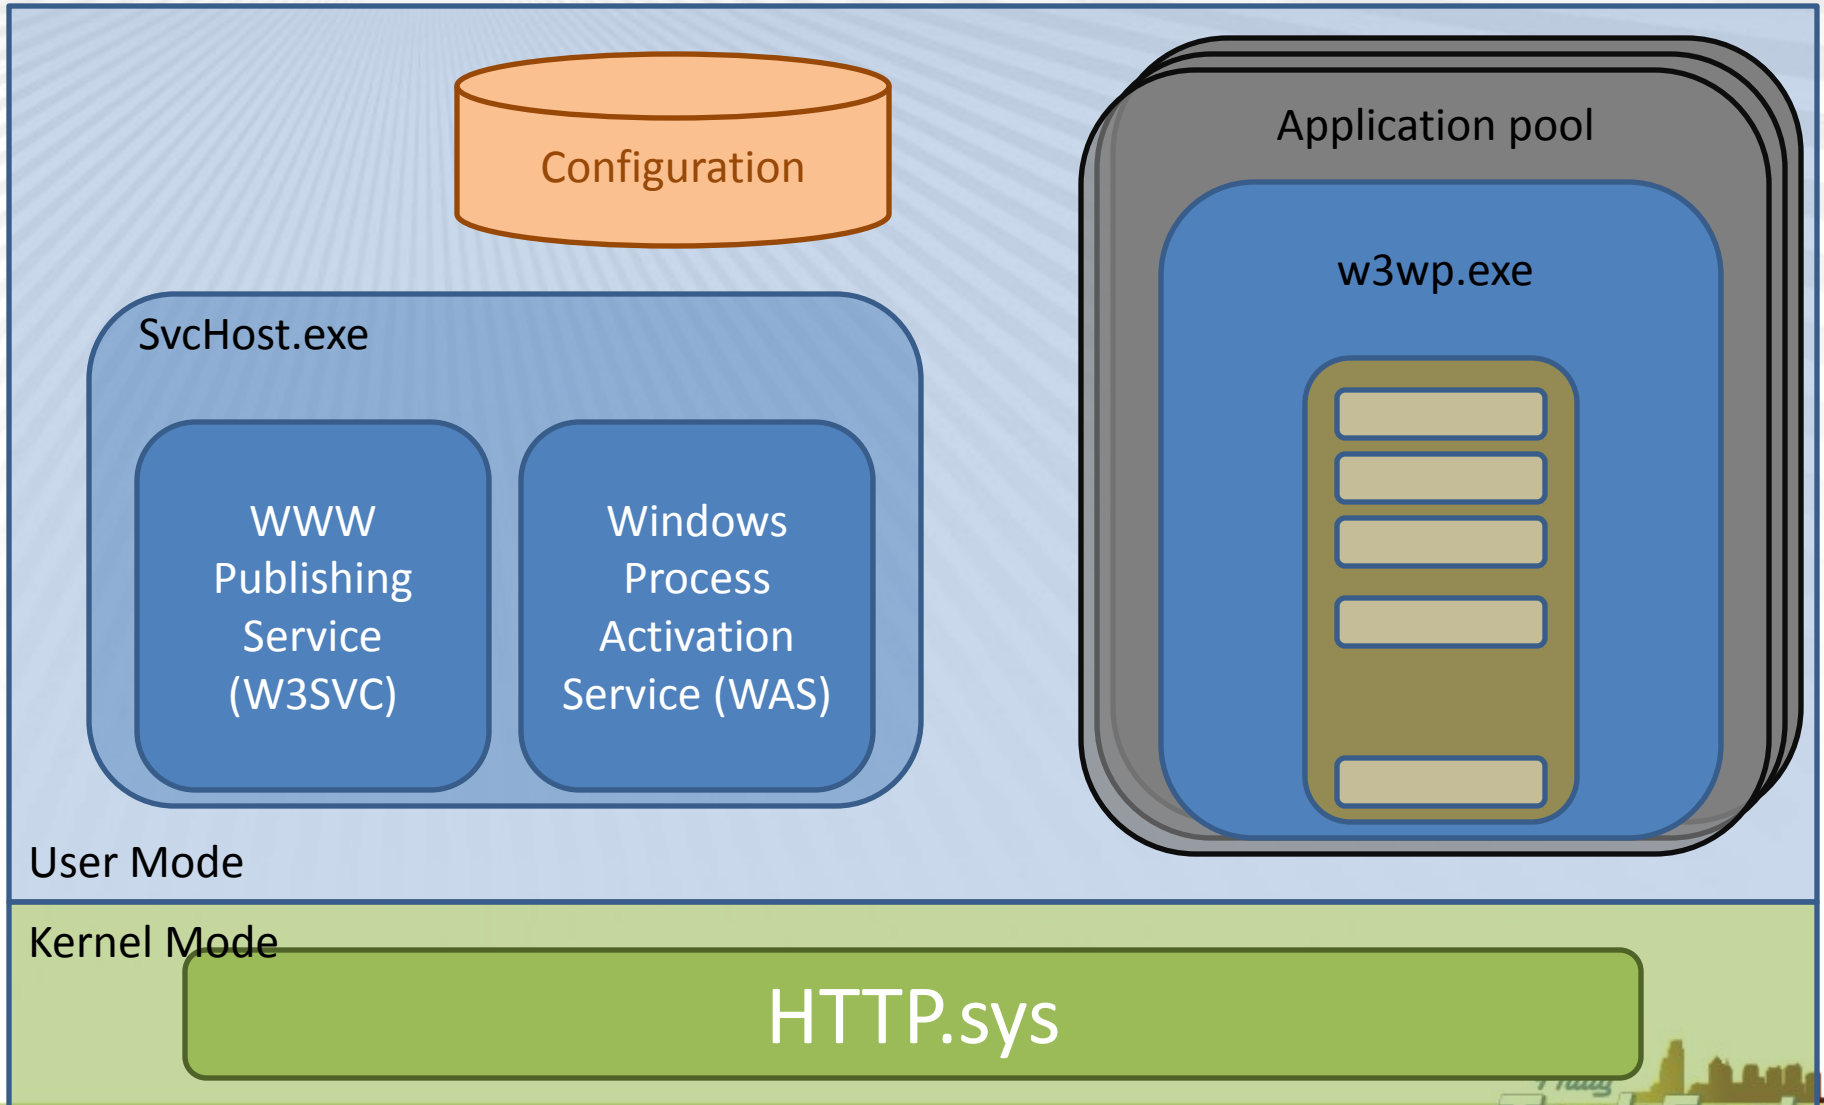 Configuration
Application pool
w3wp.exe
SvcHost.exe
WWW
Publishing
Service
(W3SVC)
Windows
Process
Activation
Service (WAS)
User Mode
Kernel Mode
HTTP.sys